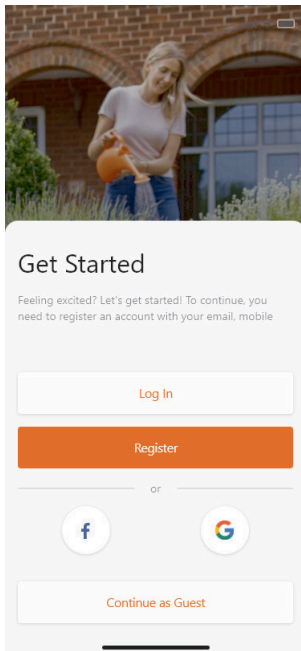 Get Started
Feeling excited? Let's get started! To continue, you
need to register an account with your email, mobile
Log In
Register
or
Continue as Guest